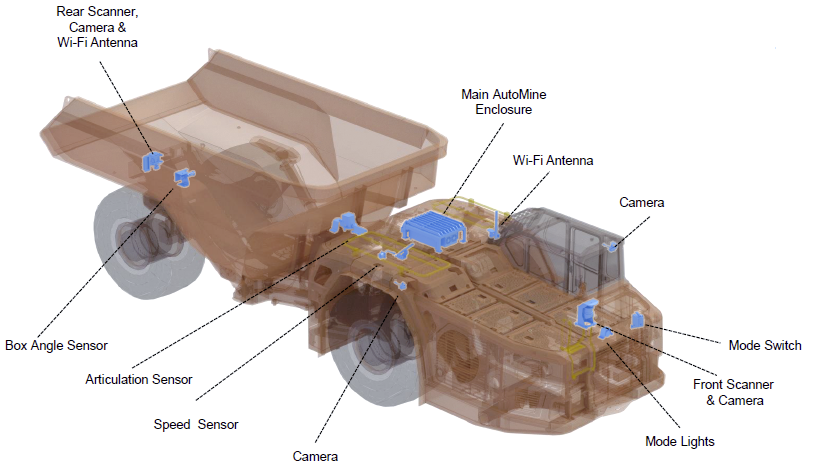 Rear Scanner,
Camera &
Wi-Fi Antenna
Main AutoMine
Enclosure
Wi-Fi Antenna
Camera
Box Angle Sensor
Mode Switch
Articulation Sensor
Front Scanner
& Camera
Speed Sensor
Mode Lights
Camera